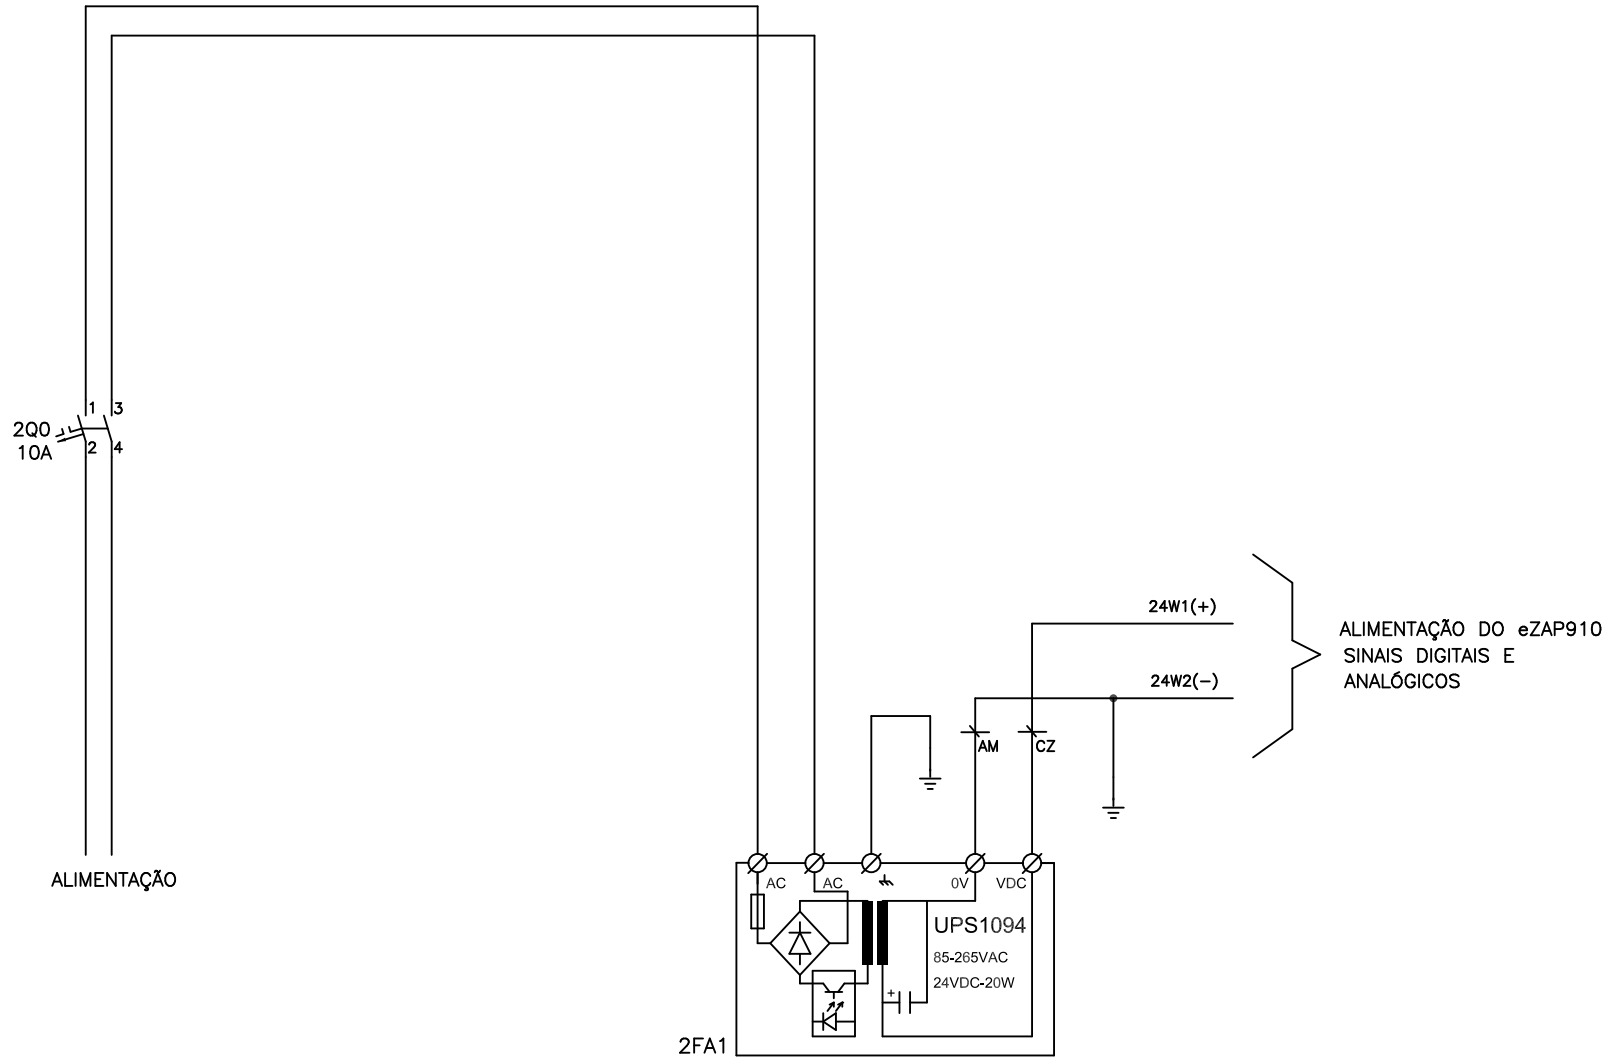 1 3
2Q0
10A
2 4
24W1(+)
ALIMENTAÇÃO DO eZAP910
SINAIS DIGITAIS E
ANALÓGICOS
24W2(-)
AM CZ
ALIMENTAÇÃO
AC AC 0V VDC
UPS1094
85-265VAC
24VDC-20W
+
2FA1